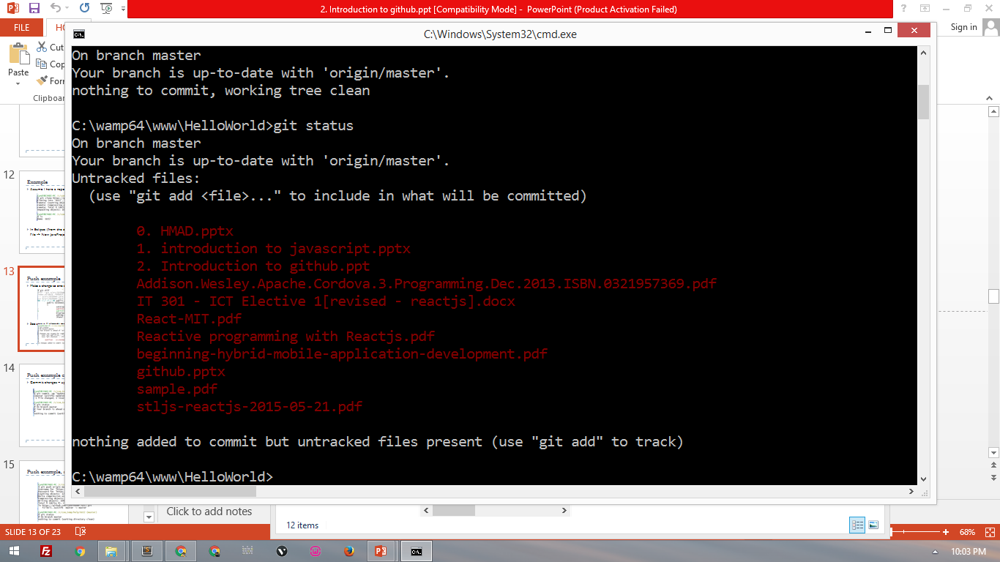 2. Introduction to github.ppt [Compatibility Mode] - PowerPoint (Product Activation Failed)
FILE
Sign in
C:\Windows\System32\cmd.exe
Cut
Paste
Clipboar
On branch master
Your branch is up-to-date with 'origin/master'.
nothing to commit, working tree clean
C:\wamp64\www\HelloWorld>git status
On branch master
Your branch is up-to-date with 'origin/master'.
Untracked files:
(use "git add <file>..." to include in what will be committed)
0. HMAD.pptx
1. introduction to javascript.pptx
2. Introduction to github.ppt
Addison.Wesley.Apache.Cordova.3.Programming.Dec.2013.ISBN.0321957369.pdf
IT 301 - ICT Elective 1[revised - reactjs].docx
React-MIT.pdf
Reactive programming with Reactjs.pdf
beginning-hybrid-mobile-application-development.pdf
github.pptx
sample.pdf
stljs-reactjs-2015-05-21.pdf
nothing added to commit but untracked files present (use "git add" to track)
C:\wamp64\www\HelloWorld>
12
Example
13
Push example
14
Push example
15
Push example,
Click to add notes
12 items
SLIDE 13 OF 23
68%
10:03 PM